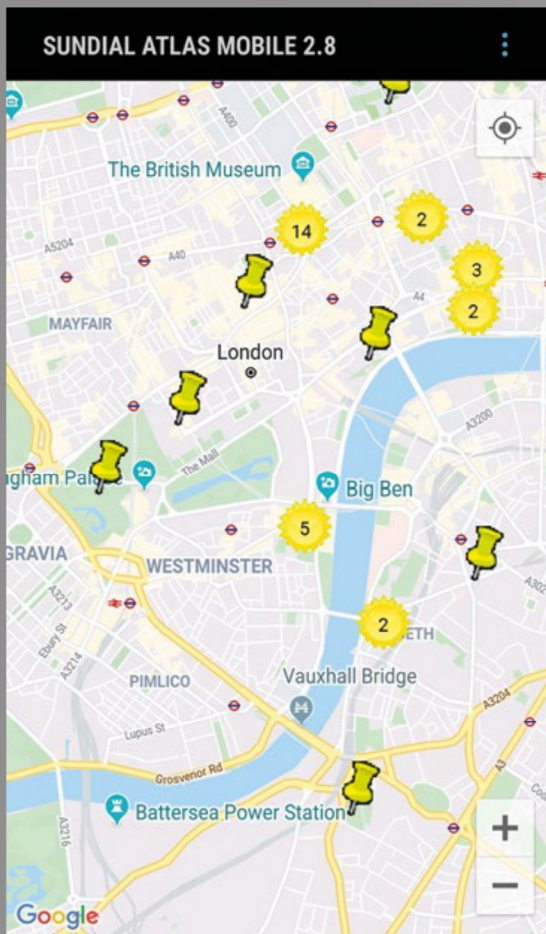 SUNDIAL ATLAS MOBILE 2.8
A400
The British Museum
14
2
A5204
A40
3
A4
2
MAYFAIR
London
A3200
The Mall
gham Palace
Big Ben
5
GRAVIA
WESTMINSTER
A302
A3213
2
ETH
Ebury St
A3214
PIMLICO
Vauxhall Bridge
A3204
Lupus St
Grosvenor Rd
A3
Battersea Power Station
A3216
+
−
Google